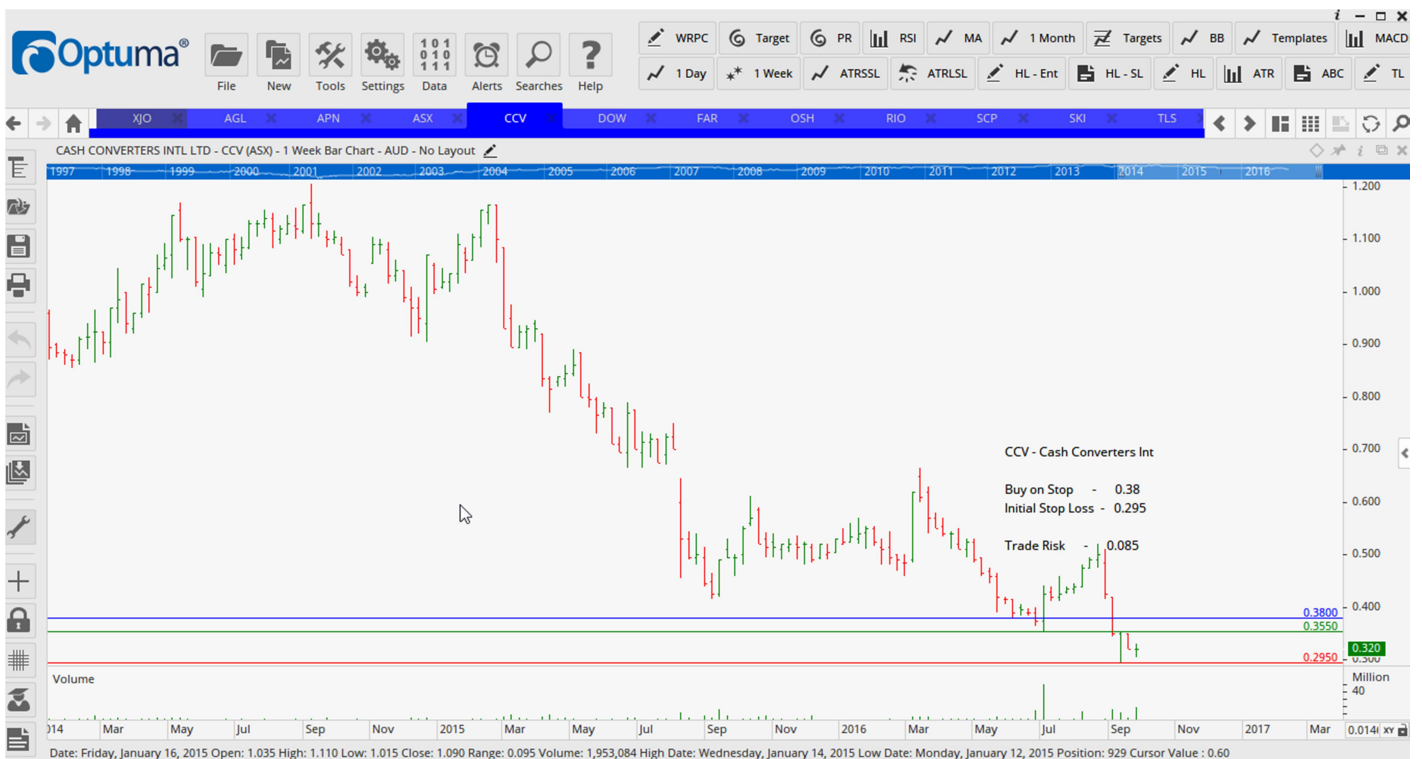 Optuma®
File New Tools Settings Data Alerts Searches Help
101
010
111
WRPC Target PR RSI MA 1 Month Targets BB Templates MACD
1 Day 1 Week ATRSSL ATRLSL HL - Ent HL - SL HL ATR ABC TL
XJO AGL APN ASX CCV DOW FAR OSH RIO SCP SKI TLS
CASH CONVERTERS INTL LTD - CCV (ASX) - 1 Week Bar Chart - AUD - No Layout
1997 1998 1999 2000 2001 2002 2003 2004 2005 2006 2007 2008 2009 2010 2011 2012 2013 2014 2015 2016
1.200
1.100
1.000
0.900
0.800
0.700
CCV - Cash Converters Int
Buy on Stop - 0.38
0.600
Initial Stop Loss - 0.295
Trade Risk - 0.085
0.500
0.400
0.3800
0.3550
0.320
0.2950
0.300
Volume
Million
40
014 Mar May Jul Sep Nov 2015 Mar May Jul Sep Nov 2016 Mar May Jul Sep Nov 2017 Mar 0.014 XY
Date: Friday, January 16, 2015 Open: 1.035 High: 1.110 Low: 1.015 Close: 1.090 Range: 0.095 Volume: 1,953,084 High Date: Wednesday, January 14, 2015 Low Date: Monday, January 12, 2015 Position: 929 Cursor Value : 0.60